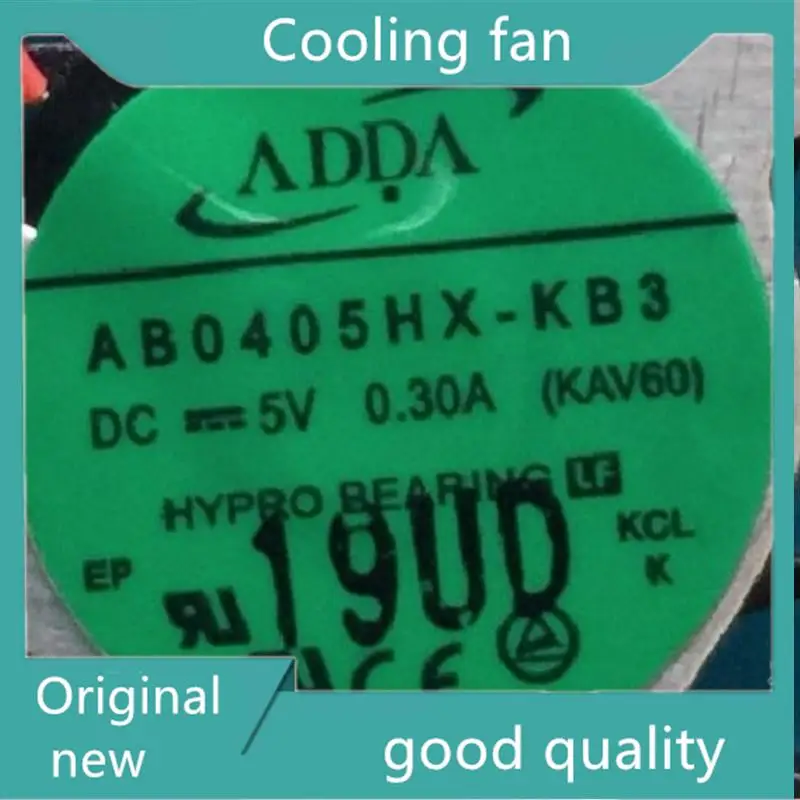 Cooling fan
ADDA
AB0405HX-KB3
DC ⎓ 5V 0.30A (KAV60)
HYPRO BEARING LF
19UD
EP
KCL
K
CE
Original
new
good quality